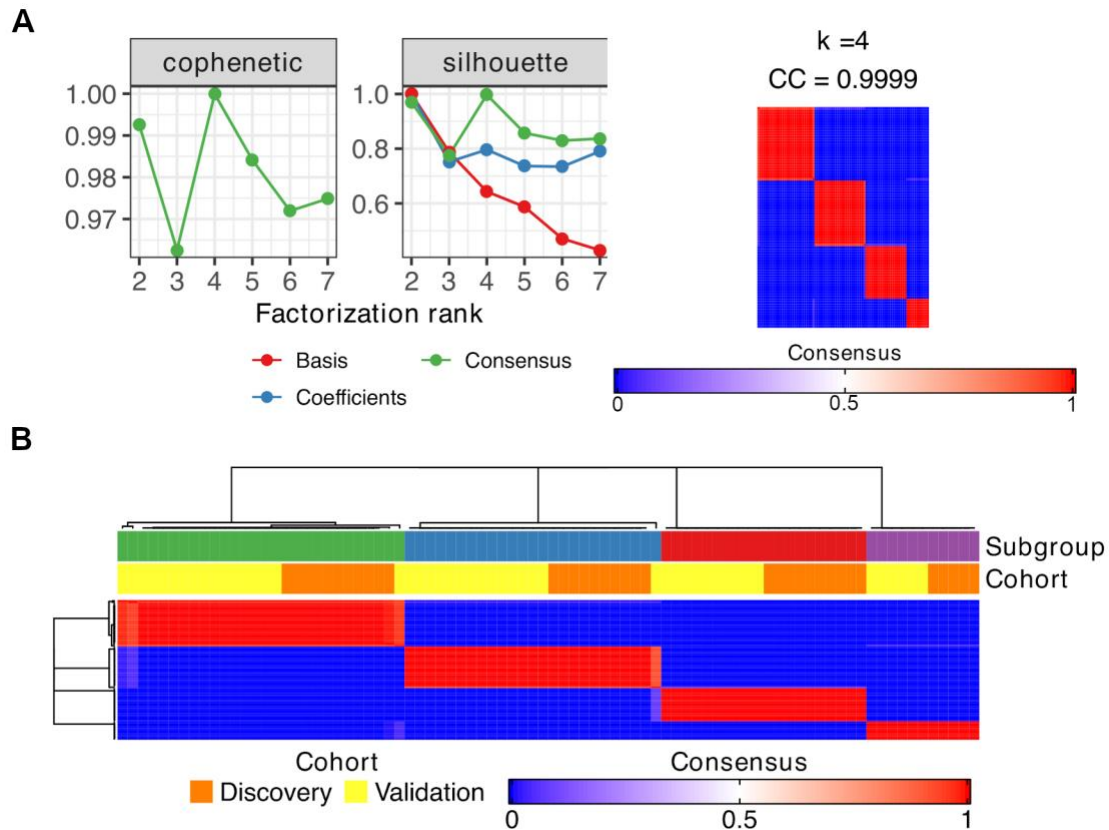 A
cophenetic
silhouette
k =4
CC = 0.9999
1.00
0.99
0.98
0.97
1.0
0.8
0.6
2 3 4 5 6 7
2 3 4 5 6 7
Factorization rank
Basis
Consensus
Coefficients
Consensus
0 0.5 1
B
Subgroup
Cohort
Cohort
Discovery Validation
Consensus
0 0.5 1